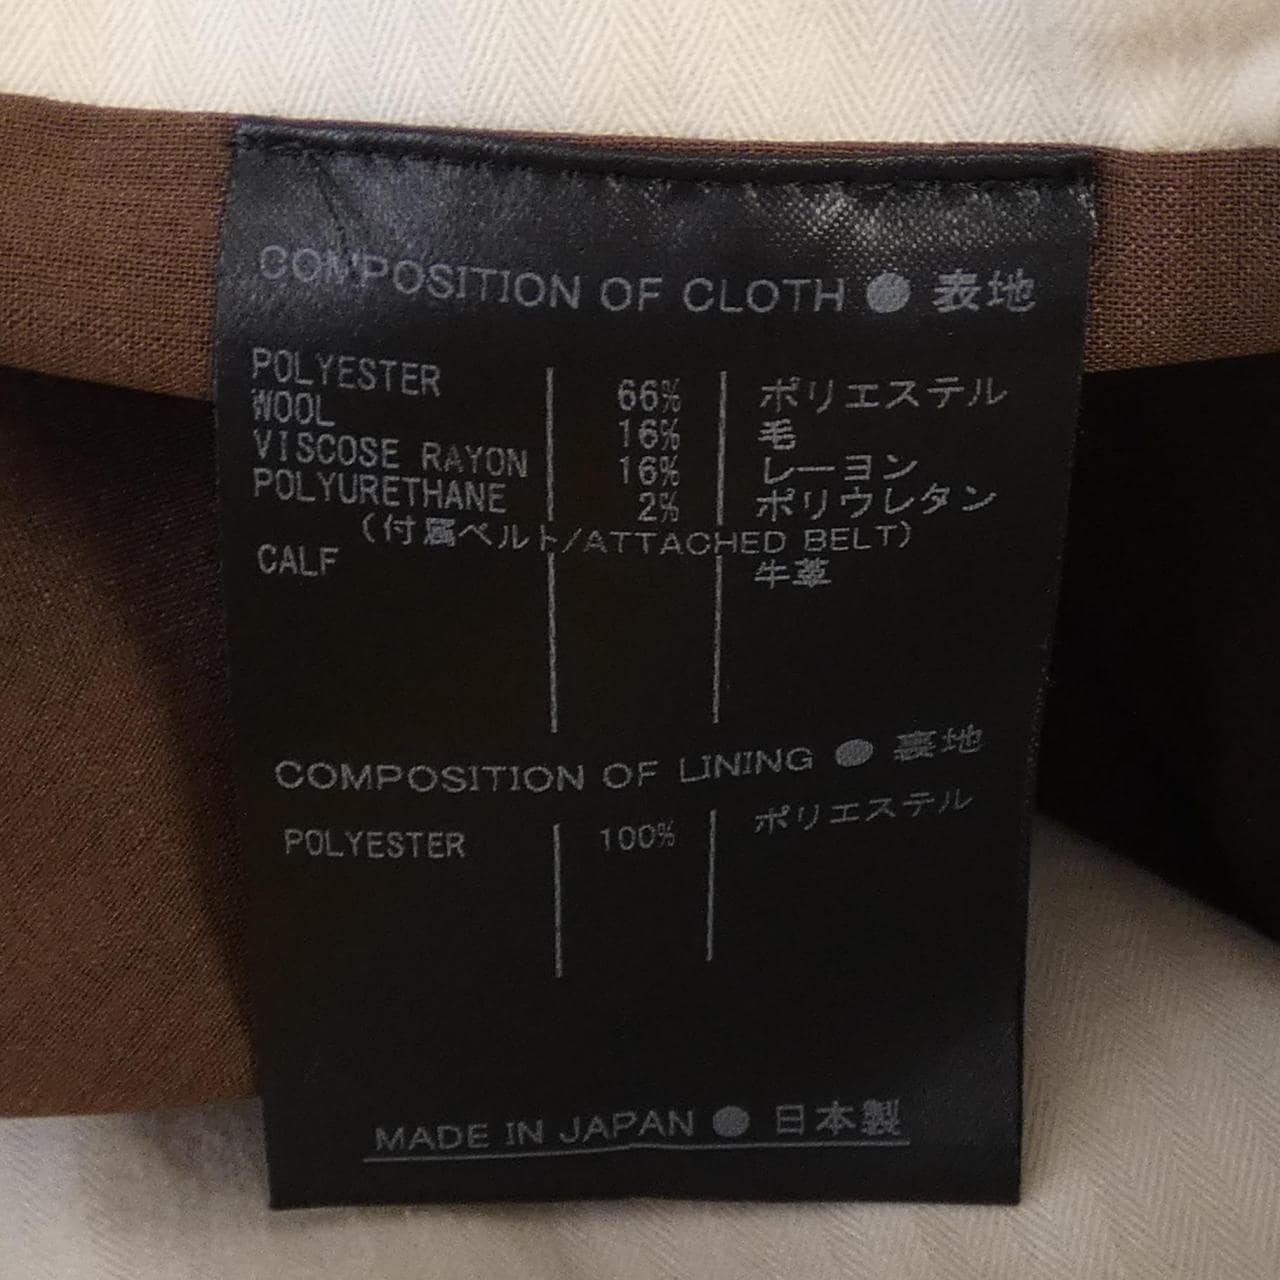 COMPOSITION OF CLOTH ● 表地
POLYESTER 66% ポリエステル
WOOL 16% 毛
VISCOSE RAYON 16% レーヨン
POLYURETHANE 2% ポリウレタン
(付属ベルト/ATTACHED BELT)
CALF 牛革
COMPOSITION OF LINING ● 裏地
POLYESTER 100% ポリエステル
MADE IN JAPAN ● 日本製